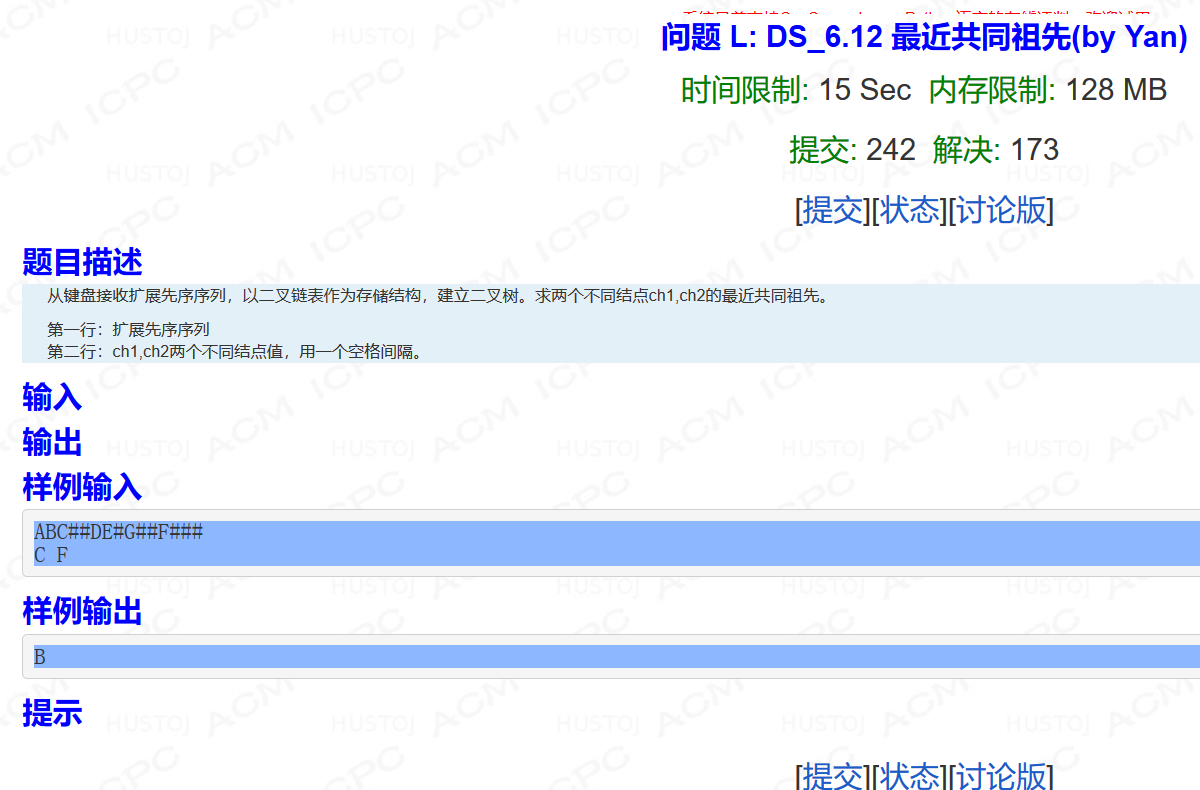 问题 L: DS_6.12 最近共同祖先(by Yan)
时间限制: 15 Sec 内存限制: 128 MB
提交: 242 解决: 173
[提交][状态][讨论版]
题目描述
从键盘接收扩展先序序列，以二叉链表作为存储结构，建立二叉树。求两个不同结点ch1,ch2的最近共同祖先。
第一行：扩展先序序列
第二行：ch1,ch2两个不同结点值，用一个空格间隔。
输入
输出
样例输入
ABC##DE#G##F###
C F
样例输出
B
提示
[提交][状态][讨论版]